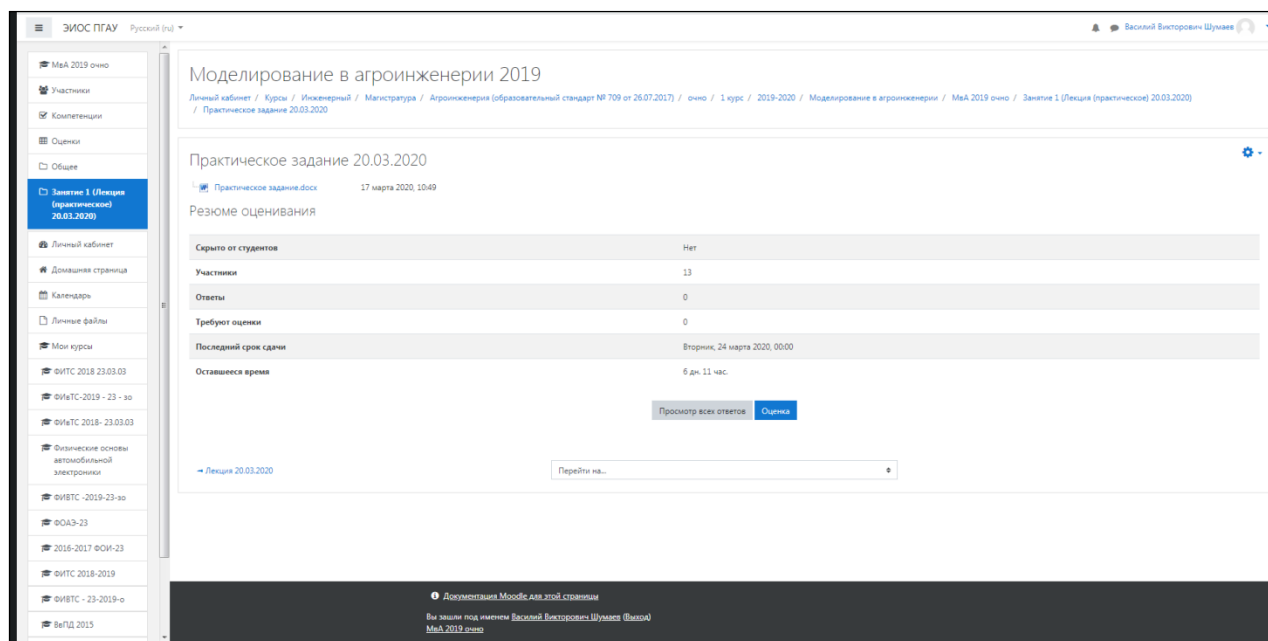 ЭИОС ПГАУ Русский (ru)
Василий Викторович Шумаев
МвА 2019 очно
Участники
Компетенции
Оценки
Общее
Занятие 1 (Лекция
(практическое)
20.03.2020)
Личный кабинет
Домашняя страница
Календарь
Личные файлы
Мои курсы
ФИТС 2018 23.03.03
ФИвТС-2019 - 23 - зо
ФИвТС 2018- 23.03.03
Физические основы
автомобильной
электроники
ФИВТС -2019-23-зо
ФОАЭ-23
2016-2017 ФОИ-23
ФИТС 2018-2019
ФИВТС - 23-2019-о
ВвПД 2015
Моделирование в агроинженерии 2019
Личный кабинет / Курсы / Инженерный / Магистратура / Агроинженерия (образовательный стандарт № 709 от 26.07.2017) / очно / 1 курс / 2019-2020 / Моделирование в агроинженерии / МвА 2019 очно / Занятие 1 (Лекция (практическое) 20.03.2020)
/ Практическое задание 20.03.2020
Практическое задание 20.03.2020
Практическое задание.docx 17 марта 2020, 10:49
Резюме оценивания
Скрыто от студентов Нет
Участники 13
Ответы 0
Требуют оценки 0
Последний срок сдачи Вторник, 24 марта 2020, 00:00
Оставшееся время 6 дн. 11 час.
Просмотр всех ответов Оценка
Лекция 20.03.2020 Перейти на...
Документация Moodle для этой страницы
Вы зашли под именем Василий Викторович Шумаев (Выход)
МвА 2019 очно